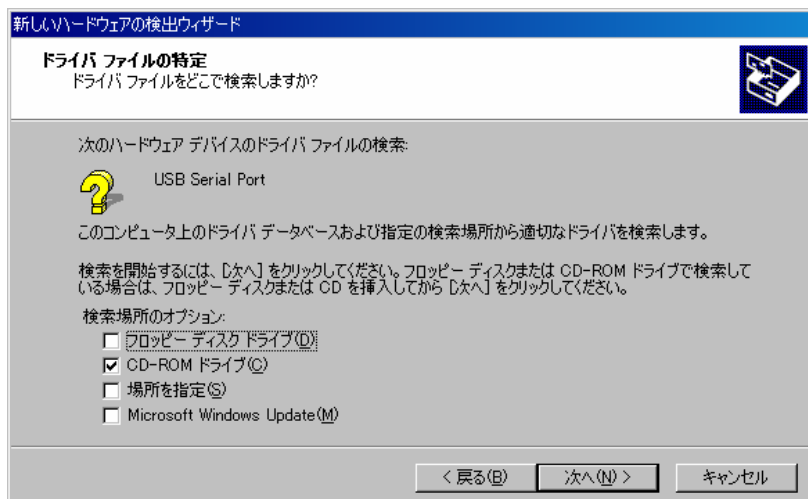 新しいハードウェアの検出ウィザード
ドライバ ファイルの特定
ドライバ ファイルをどこで検索しますか?
次のハードウェア デバイスのドライバ ファイルの検索:
USB Serial Port
このコンピュータ上のドライバ データベースおよび指定の検索場所から適切なドライバを検索します。
検索を開始するには、[次へ] をクリックしてください。フロッピー ディスクまたは CD-ROM ドライブで検索して
いる場合は、フロッピー ディスクまたは CD を挿入してから [次へ] をクリックしてください。
検索場所のオプション:
フロッピー ディスク ドライブ(D)
CD-ROM ドライブ(C)
場所を指定(S)
Microsoft Windows Update(M)
< 戻る(B)
次へ(N) >
キャンセル